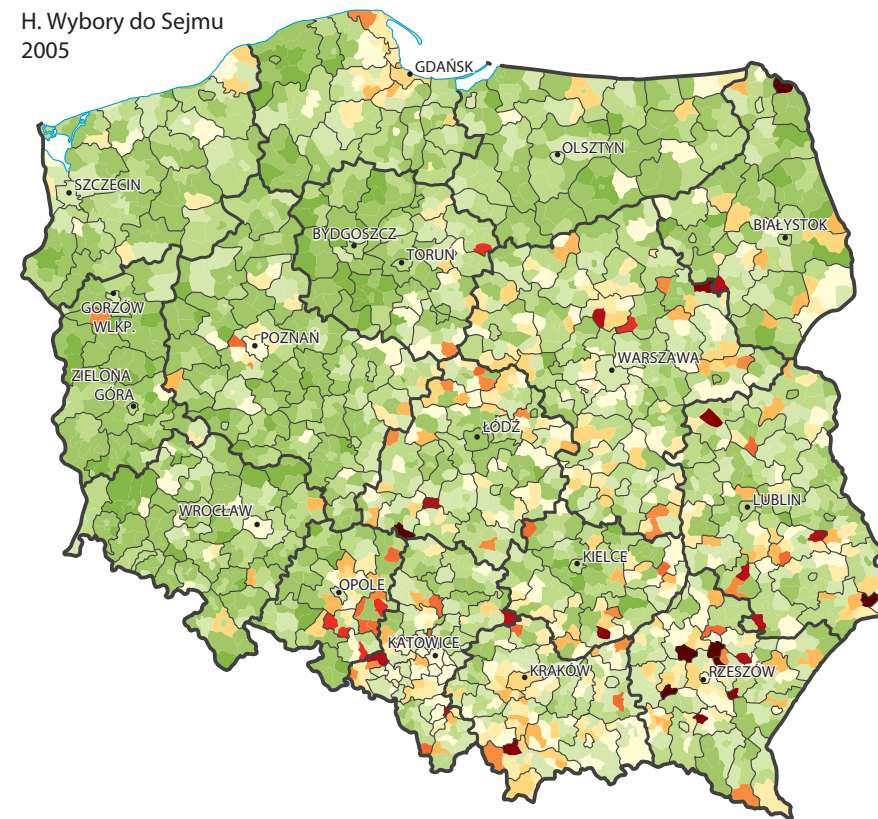 H. Wybory do Sejmu
2005
GDAŃSK
OLSZTYN
SZCZECIN
BIAŁYSTOK
BYDGOSZCZ
TORUŃ
GORZÓW
WLKP.
POZNAŃ
WARSZAWA
ZIELONA
GÓRA
ŁÓDŹ
LUBLIN
WROCŁAW
KIELCE
OPOLE
KATOWICE
KRAKÓW
RZESZÓW